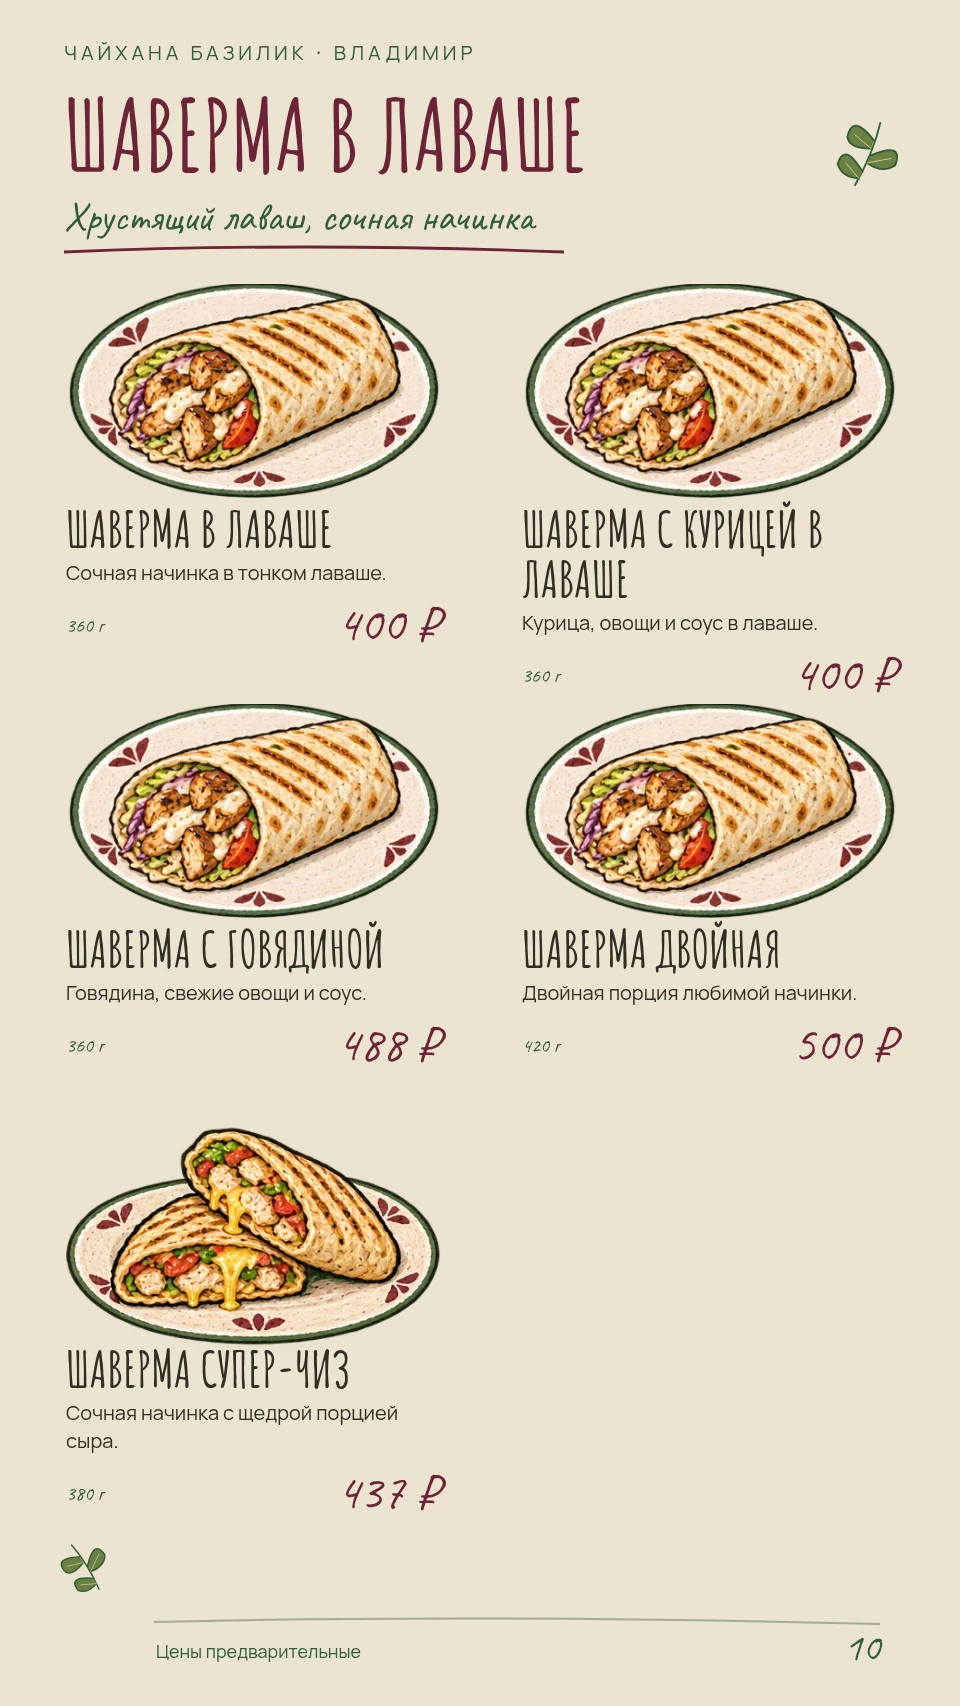 ЧАЙХАНА БАЗИЛИК · ВЛАДИМИР
ШАВЕРМА В ЛАВАШЕ
Хрустящий лаваш, сочная начинка
ШАВЕРМА В ЛАВАШЕ
Сочная начинка в тонком лаваше.
360 г
400 ₽
ШАВЕРМА С КУРИЦЕЙ В
ЛАВАШЕ
Курица, овощи и соус в лаваше.
360 г
400 ₽
ШАВЕРМА С ГОВЯДИНОЙ
Говядина, свежие овощи и соус.
360 г
488 ₽
ШАВЕРМА ДВОЙНАЯ
Двойная порция любимой начинки.
420 г
500 ₽
ШАВЕРМА СУПЕР-ЧИЗ
Сочная начинка с щедрой порцией
сыра.
380 г
437 ₽
Цены предварительные
10